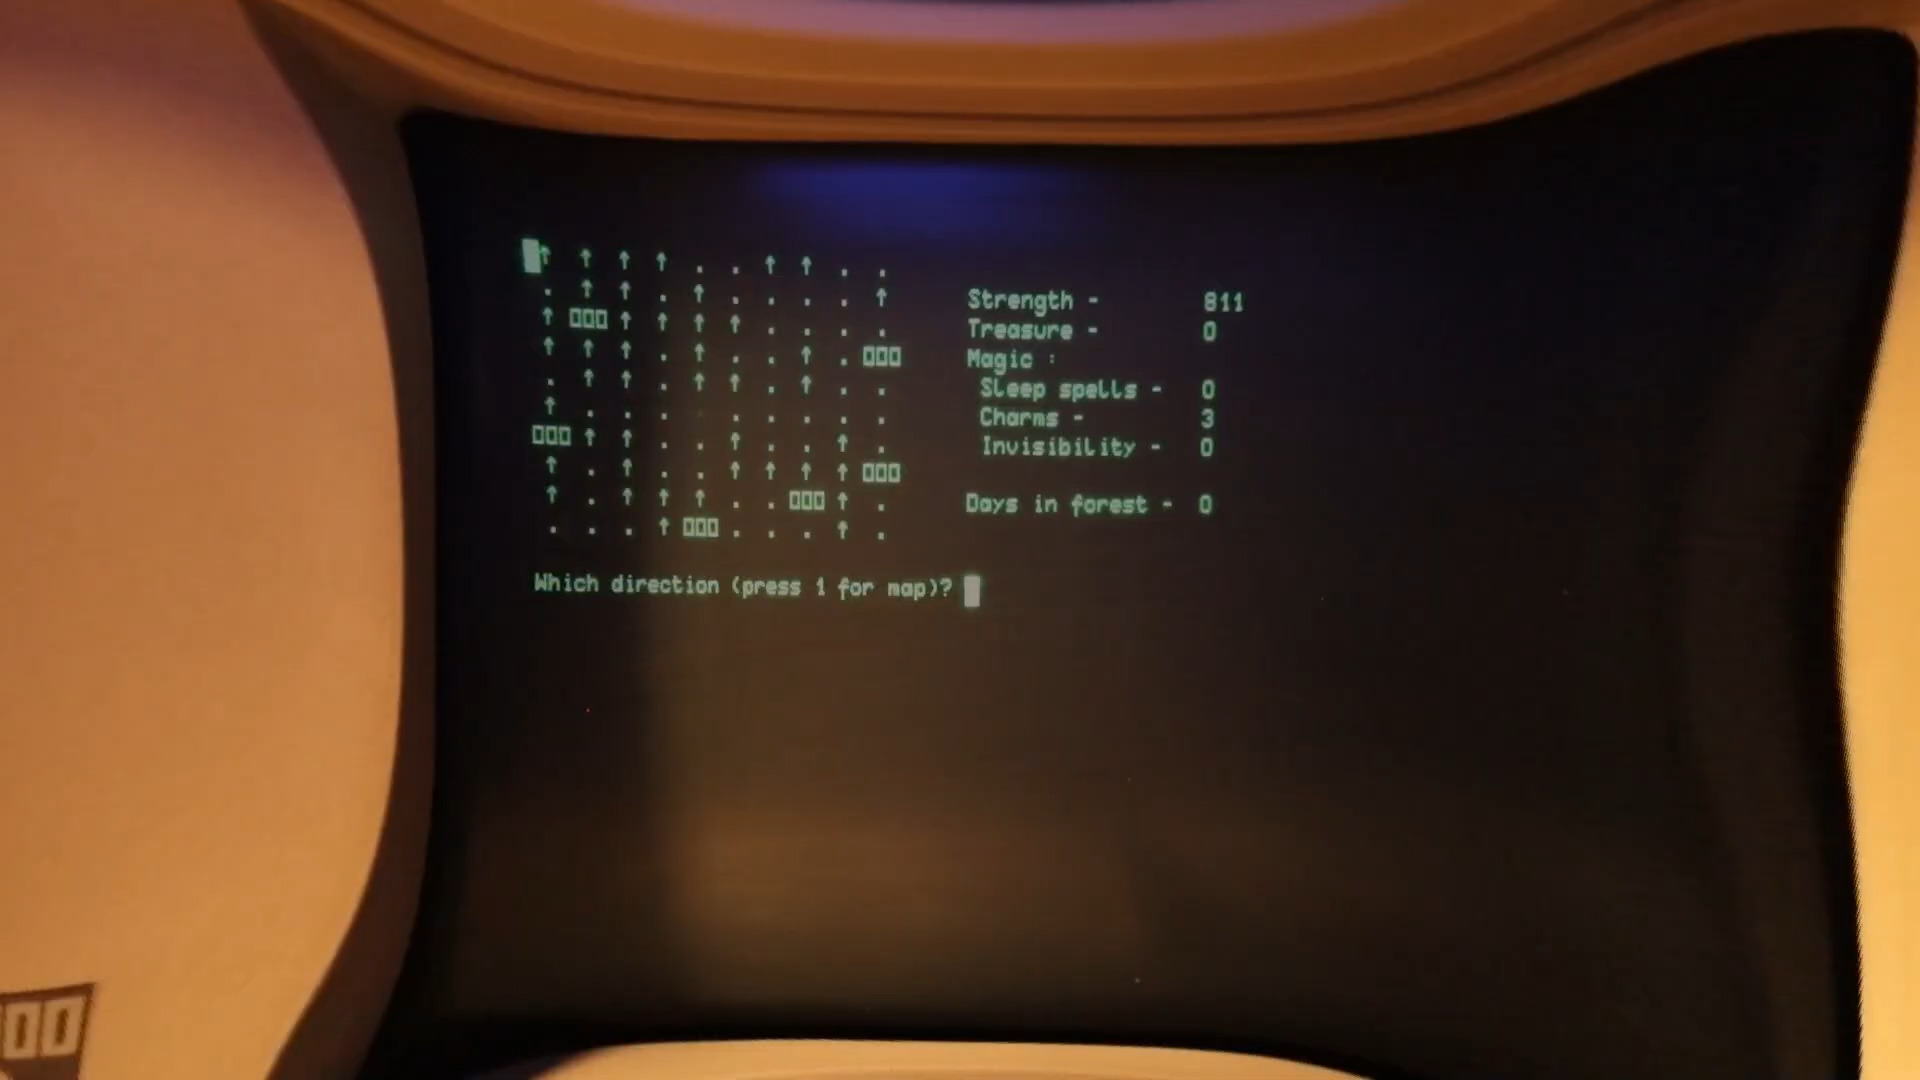 █↑ ↑ ↑ ↑ . . ↑ ↑ . .
. ↑ ↑ . ↑ . . . . ↑
↑ ▯▯▯ ↑ ↑ ↑ ↑ . . . .
↑ ↑ ↑ . ↑ . . ↑ . ▯▯▯
. ↑ ↑ . ↑ ↑ . ↑ . .
↑ . . . . . . . . .
▯▯▯ ↑ ↑ . . ↑ . . ↑ .
↑ . ↑ . . ↑ ↑ ↑ ↑ ▯▯▯
↑ . ↑ ↑ ↑ . . ▯▯▯ ↑ .
. . . ↑ ▯▯▯ . . . ↑ .
Strength - 811
Treasure - 0
Magic :
Sleep spells - 0
Charms - 3
Invisibility - 0
Days in forest - 0
Which direction (press 1 for map)? █
00